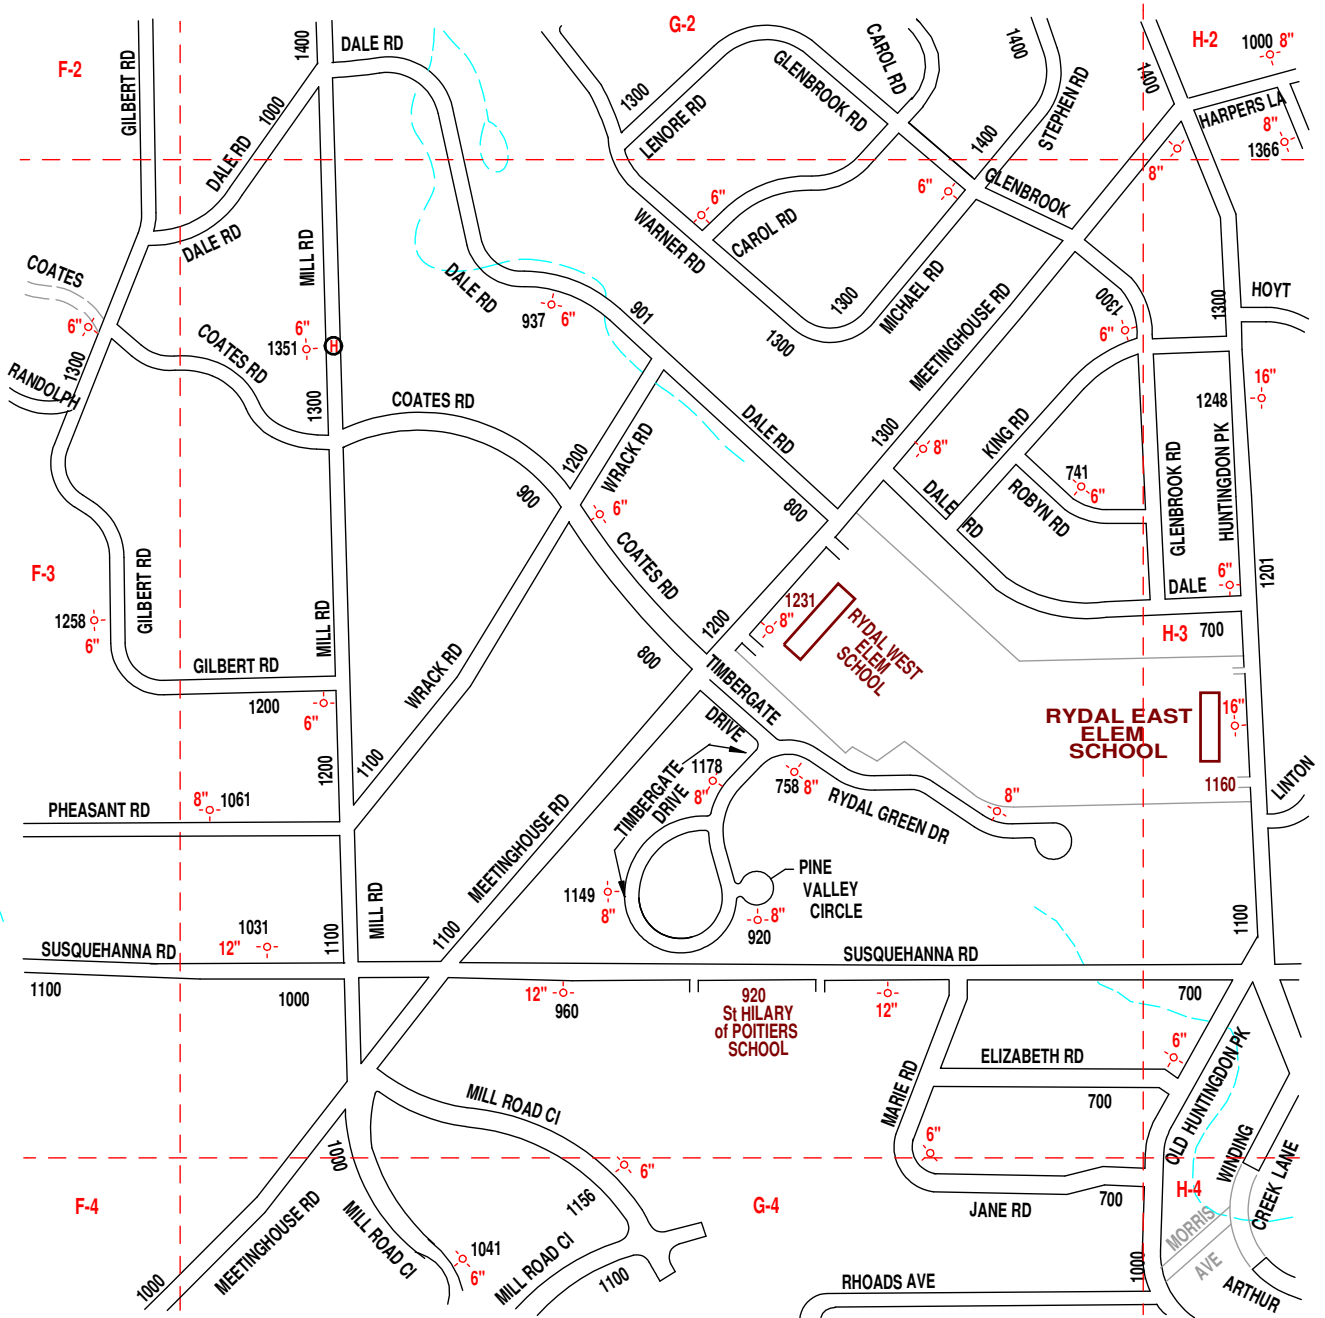 F-2
GILBERT RD
1000
DALE RD
DALE RD
1400
DALE RD
G-2
1300
LENORE RD
GLENBROOK RD
CAROL RD
1400
STEPHEN RD
1400
1400
H-2
1000
8"
HARPERS LA
8"
1366
8"
6"
6"
GLENBROOK
WARNER RD
CAROL RD
MILL RD
COATES
6"
1300
RANDOLPH
COATES RD
6"
1351
H
1300
COATES RD
DALE RD
937
6"
901
1300
1300
MICHAEL RD
MEETINGHOUSE RD
1300
6"
1300
HOYT
16"
1248
HUNTINGDON PK
GLENBROOK RD
KING RD
741
6"
ROBYN RD
1300
8"
DALE RD
DALE RD
800
WRACK RD
1200
6"
900
COATES RD
DALE
6"
1201
H-3
700
F-3
1258
6"
GILBERT RD
MILL RD
GILBERT RD
1200
6"
WRACK RD
800
1200
1231
8"
RYDAL WEST
ELEM
SCHOOL
TIMBERGATE
DRIVE
RYDAL EAST
ELEM
SCHOOL
16"
1160
LINTON
1200
1100
8"
1061
PHEASANT RD
TIMBERGATE
DRIVE
1178
8"
758
8"
RYDAL GREEN DR
8"
MEETINGHOUSE RD
PINE
VALLEY
CIRCLE
1149
8"
8"
920
MILL RD
1100
1100
1100
1031
12"
SUSQUEHANNA RD
SUSQUEHANNA RD
1100
1000
12"
960
920
St HILARY
of POITIERS
SCHOOL
12"
700
6"
ELIZABETH RD
700
MARIE RD
6"
OLD HUNTINGDON PK
WINDING
CREEK LANE
MILL ROAD CI
1000
6"
1156
F-4
MEETINGHOUSE RD
1000
MILL ROAD CI
1041
6"
MILL ROAD CI
1100
G-4
JANE RD
700
H-4
MORRIS
AVE
1000
RHOADS AVE
ARTHUR